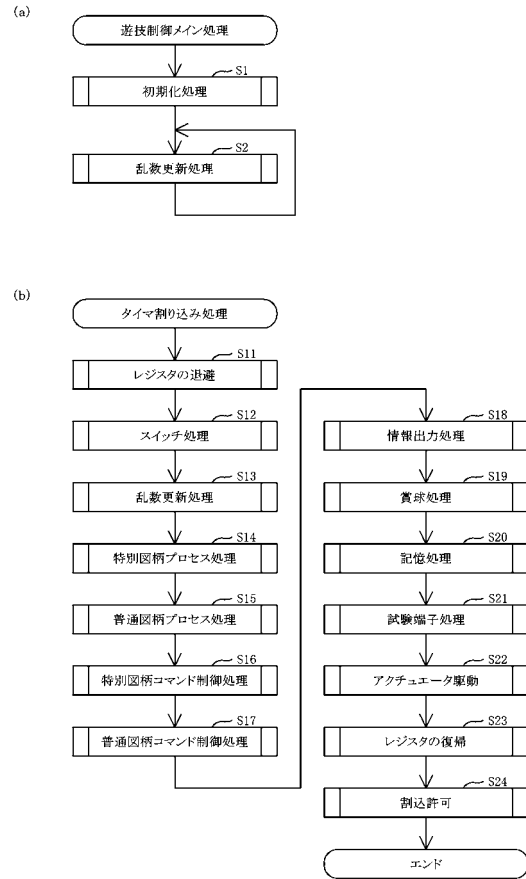 (a)
遊技制御メイン処理
S1
初期化処理
S2
乱数更新処理
(b)
タイマ割り込み処理
S11
レジスタの退避
S12
スイッチ処理
S13
乱数更新処理
S14
特別図柄プロセス処理
S15
普通図柄プロセス処理
S16
特別図柄コマンド制御処理
S17
普通図柄コマンド制御処理
S18
情報出力処理
S19
賞球処理
S20
記憶処理
S21
試験端子処理
S22
アクチュエータ駆動
S23
レジスタの復帰
S24
割込許可
エンド